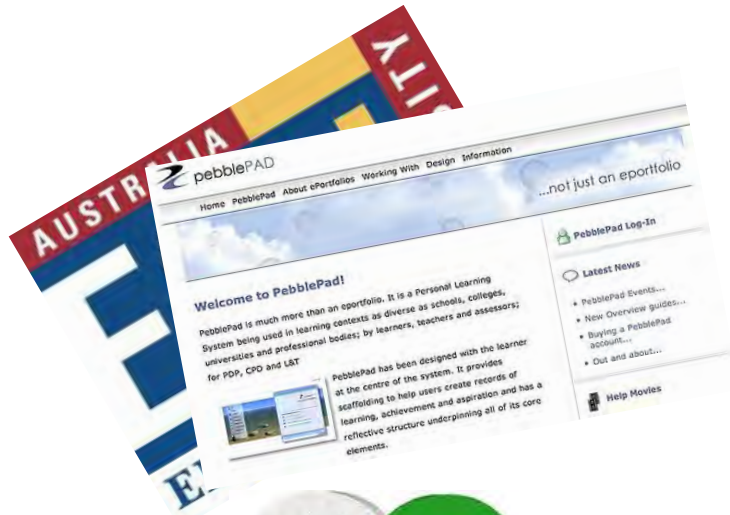 AUSTRALIA
SITY
pebblePAD
Home PebblePad About ePortfolios Working With Design Information
...not just an eportfolio
Welcome to PebblePad!
PebblePad is much more than an eportfolio. It is a Personal Learning
System being used in learning contexts as diverse as schools, colleges,
universities and professional bodies; by learners, teachers and assessors;
for PDP, CPD and L&T
PebblePad has been designed with the learner
at the centre of the system. It provides
scaffolding to help users create records of
learning, achievement and aspiration and has a
reflective structure underpinning all of its core
elements.
PebblePad Log-In
Latest News
• PebblePad Events...
• New Overview guides...
• Buying a PebblePad
account...
• Out and about...
Help Movies